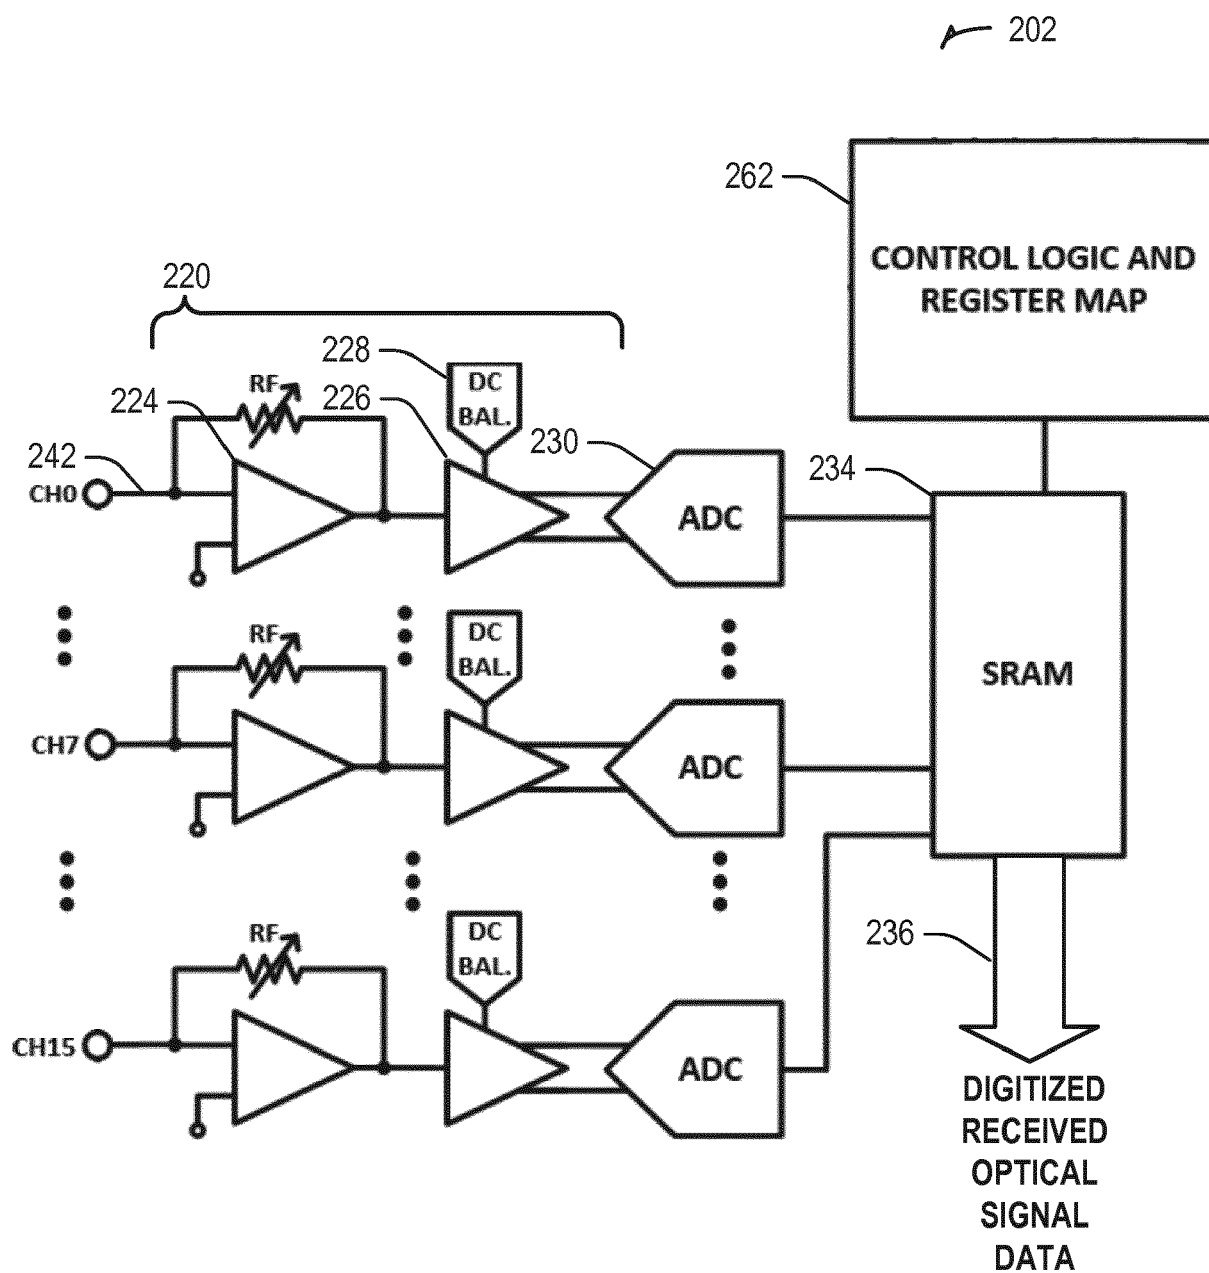 202
262
CONTROL LOGIC AND
REGISTER MAP
220
228
DC
BAL.
RF
224
226
230
242
CH0
ADC
234
RF
DC
BAL.
CH7
ADC
SRAM
RF
DC
BAL.
236
CH15
ADC
DIGITIZED
RECEIVED
OPTICAL
SIGNAL
DATA